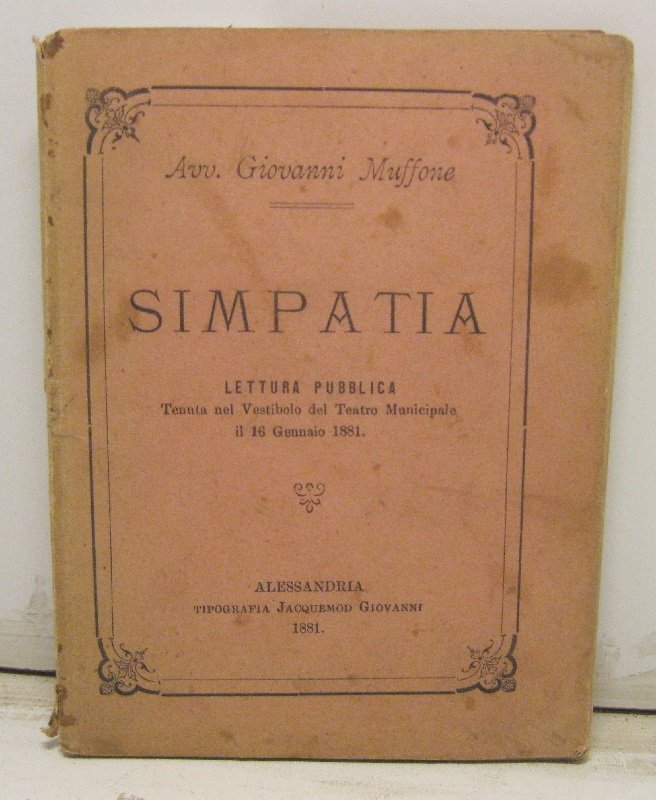 Avv. Giovanni Muffone
SIMPATIA
LETTURA PUBBLICA
Tenuta nel Vestibolo del Teatro Municipale
il 16 Gennaio 1881.
ALESSANDRIA
TIPOGRAFIA JACQUEMOD GIOVANNI
1881.